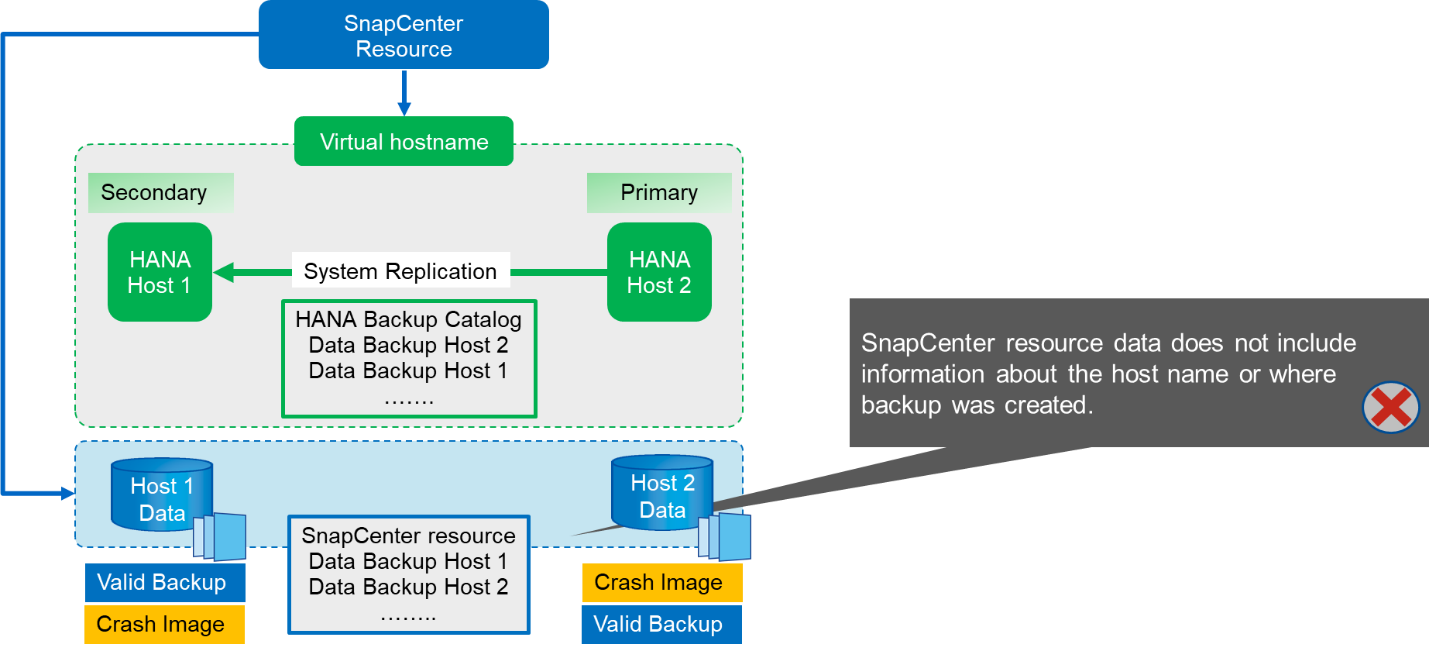 SnapCenter
Resource
Virtual hostname
Secondary
Primary
HANA
Host 1
System Replication
HANA
Host 2
HANA Backup Catalog
Data Backup Host 2
Data Backup Host 1
…….
SnapCenter resource data does not include
information about the host name or where
backup was created.
Host 1
Data
Host 2
Data
SnapCenter resource
Data Backup Host 1
Data Backup Host 2
……..
Valid Backup
Crash Image
Crash Image
Valid Backup